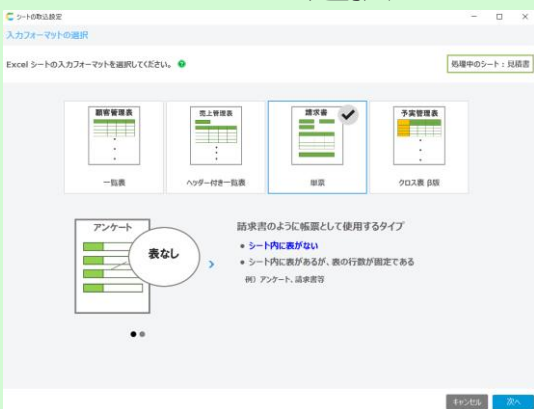 シートの取込設定
入力フォーマットの選択
Excel シートの入力フォーマットを選択してください。
処理中のシート：見積書
顧客管理表
売上管理表
請求書
予実管理表
一覧表
ヘッダー付き一覧表
単票
クロス表 β版
アンケート
表なし
請求書のように帳票として使用するタイプ
● シート内に表がない
● シート内に表があるが、表の行数が固定である
例） アンケート、請求書等
キャンセル
次へ